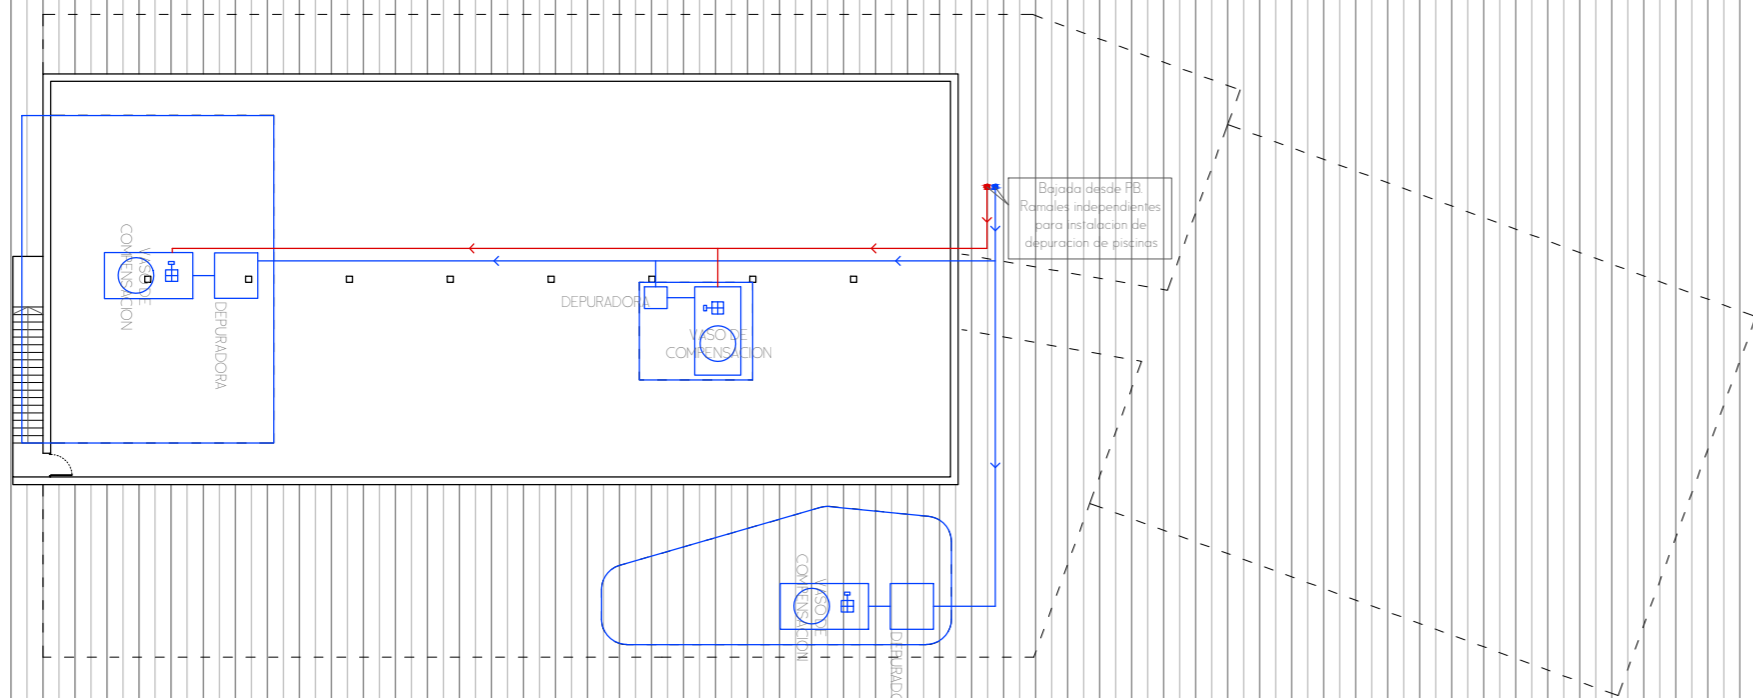 Bajada desde PB.
Ramales independientes
para instalacion de
depuracion de piscinas
VASO DE
COMPENSACION
DEPURADORA
DEPURADORA
VASO DE
COMPENSACION
VASO DE
COMPENSACION